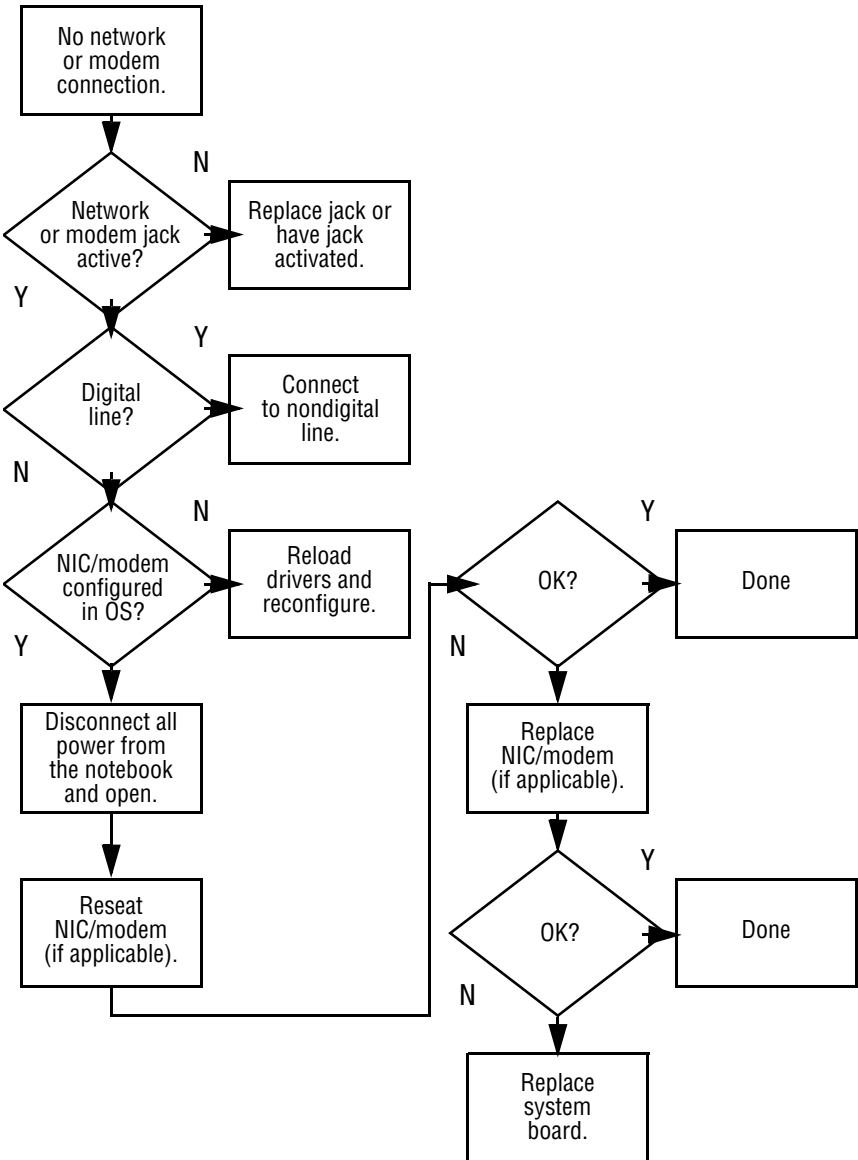 No network
or modem
connection.
N
Network
or modem jack
active?
Replace jack or
have jack
activated.
Y
Y
Digital
line?
Connect
to nondigital
line.
N
N
NIC/modem
configured
in OS?
Reload
drivers and
reconfigure.
Y
Disconnect all
power from
the notebook
and open.
Reseat
NIC/modem
(if applicable).
Y
OK?
Done
N
Replace
NIC/modem
(if applicable).
Y
OK?
Done
N
Replace
system
board.